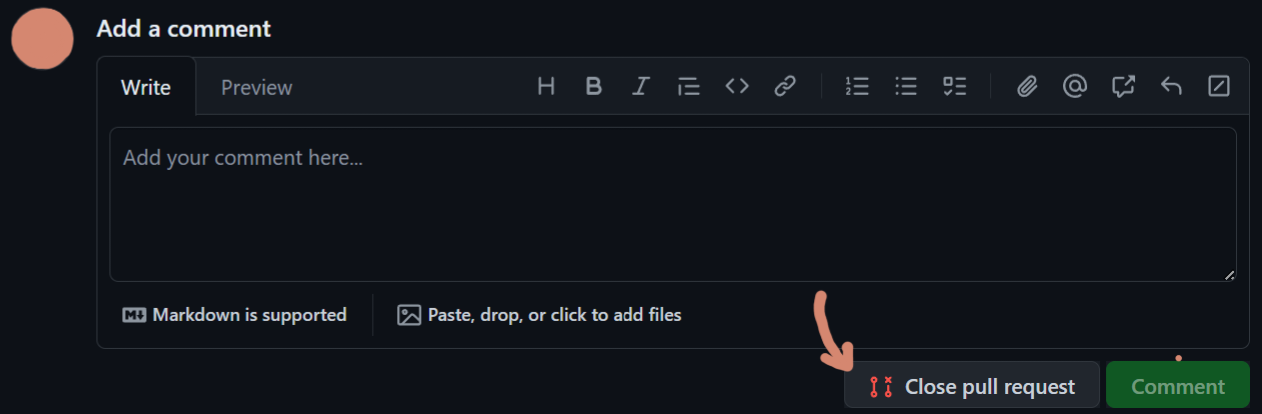 Add a comment
Write Preview H B I
Add your comment here...
M Markdown is supported Paste, drop, or click to add files
Close pull request Comment